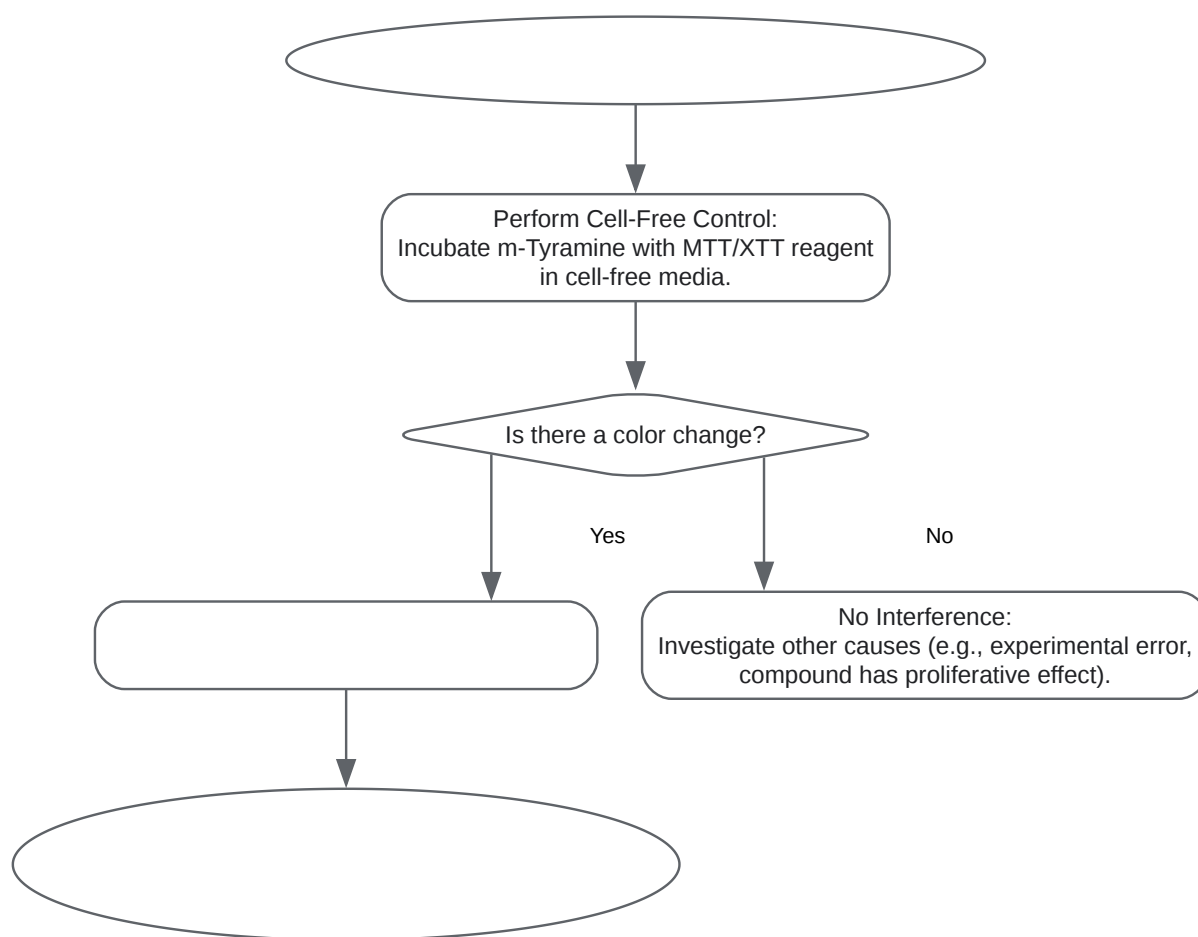 Perform Cell-Free Control:
Incubate m-Tyramine with MTT/XTT reagent
in cell-free media.
Is there a color change?
Yes
No
No Interference:
Investigate other causes (e.g., experimental error,
compound has proliferative effect).